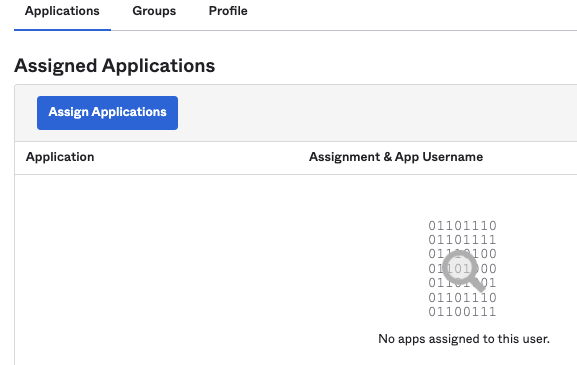 Applications Groups Profile
Assigned Applications
Assign Applications
Application Assignment & App Username
01101110
01101111
01110100
01101000
01101001
01101110
01100111
No apps assigned to this user.